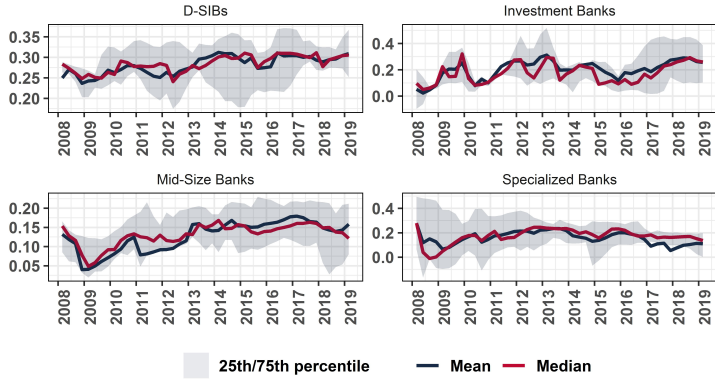 D-SIBs
0.35
0.30
0.25
0.20
2008 2009 2010 2011 2012 2013 2014 2015 2016 2017 2018 2019
Investment Banks
0.4
0.2
0.0
2008 2009 2010 2011 2012 2013 2014 2015 2016 2017 2018 2019
Mid-Size Banks
0.20
0.15
0.10
0.05
2008 2009 2010 2011 2012 2013 2014 2015 2016 2017 2018 2019
Specialized Banks
0.4
0.2
0.0
2008 2009 2010 2011 2012 2013 2014 2015 2016 2017 2018 2019
25th/75th percentile Mean Median